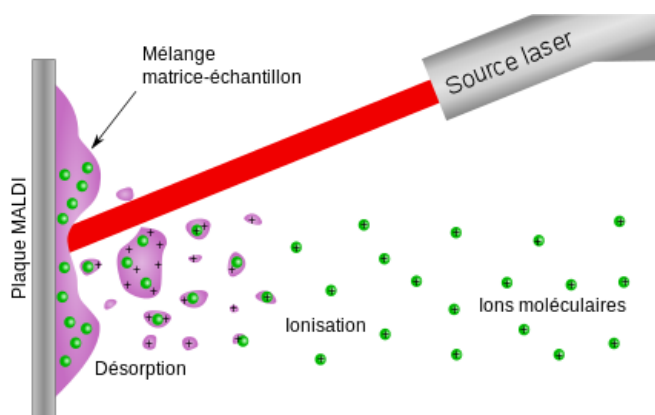 Mélange
matrice-échantillon
Source laser
Plaque MALDI
Ionisation
Ions moléculaires
Désorption